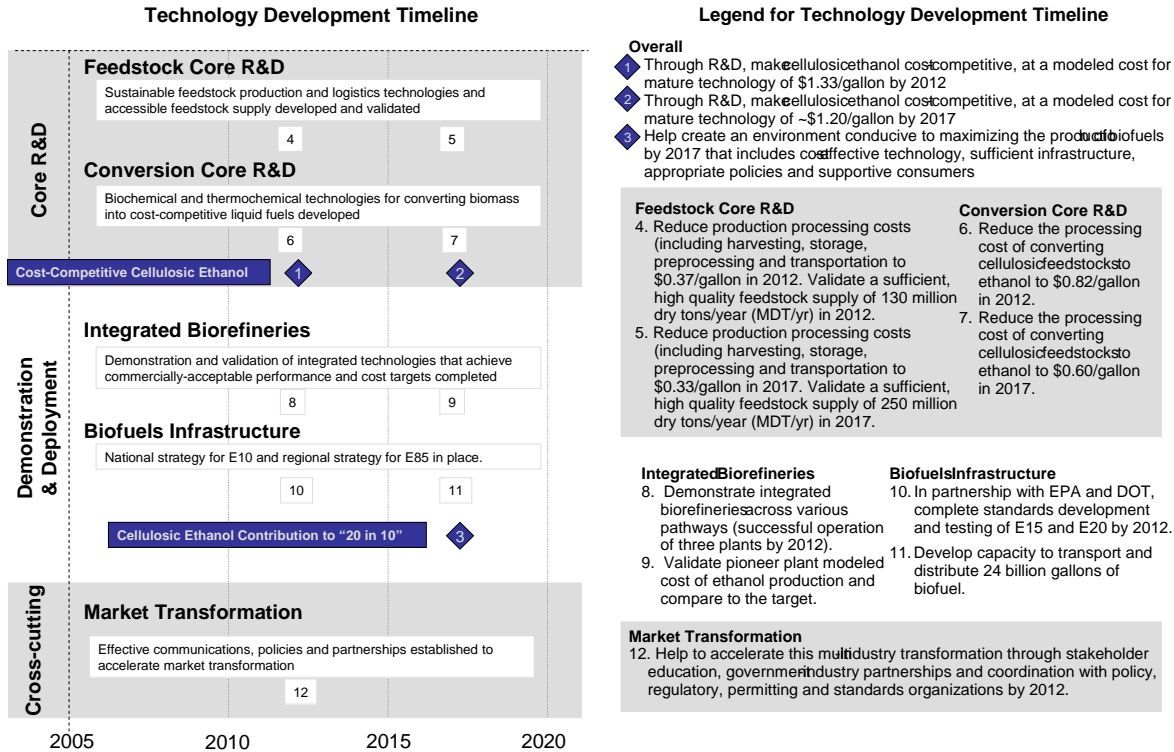 Technology Development Timeline
Core R&D
Feedstock Core R&D
Sustainable feedstock production and logistics technologies and
accessible feedstock supply developed and validated
4
5
Conversion Core R&D
Biochemical and thermochemical technologies for converting biomass
into cost-competitive liquid fuels developed
6
7
Cost-Competitive Cellulosic Ethanol
1
2
Demonstration
& Deployment
Integrated Biorefineries
Demonstration and validation of integrated technologies that achieve
commercially-acceptable performance and cost targets completed
8
9
Biofuels Infrastructure
National strategy for E10 and regional strategy for E85 in place.
10
11
Cellulosic Ethanol Contribution to “20 in 10”
3
Cross-cutting
Market Transformation
Effective communications, policies and partnerships established to
accelerate market transformation
12
2005
2010
2015
2020
Legend for Technology Development Timeline
Overall
1 Through R&D, make cellulosic ethanol cost-competitive, at a modeled cost for
mature technology of $1.33/gallon by 2012
2 Through R&D, make cellulosic ethanol cost-competitive, at a modeled cost for
mature technology of ~$1.20/gallon by 2017
3 Help create an environment conducive to maximizing the production of biofuels
by 2017 that includes cost-effective technology, sufficient infrastructure,
appropriate policies and supportive consumers
Feedstock Core R&D
4. Reduce production processing costs
(including harvesting, storage,
preprocessing and transportation to
$0.37/gallon in 2012. Validate a sufficient,
high quality feedstock supply of 130 million
dry tons/year (MDT/yr) in 2012.
5. Reduce production processing costs
(including harvesting, storage,
preprocessing and transportation to
$0.33/gallon in 2017. Validate a sufficient,
high quality feedstock supply of 250 million
dry tons/year (MDT/yr) in 2017.
Conversion Core R&D
6. Reduce the processing
cost of converting
cellulosic feedstocks to
ethanol to $0.82/gallon
in 2012.
7. Reduce the processing
cost of converting
cellulosic feedstocks to
ethanol to $0.60/gallon
in 2017.
Integrated Biorefineries
8. Demonstrate integrated
biorefineries across various
pathways (successful operation
of three plants by 2012).
9. Validate pioneer plant modeled
cost of ethanol production and
compare to the target.
Biofuels Infrastructure
10. In partnership with EPA and DOT,
complete standards development
and testing of E15 and E20 by 2012.
11. Develop capacity to transport and
distribute 24 billion gallons of
biofuel.
Market Transformation
12. Help to accelerate this multi-industry transformation through stakeholder
education, government-industry partnerships and coordination with policy,
regulatory, permitting and standards organizations by 2012.